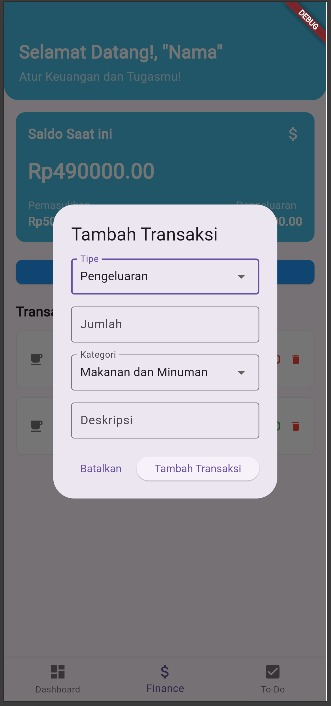 DEBUG
Selamat Datang!, "Nama"
Atur Keuangan dan Tugasmu!
Saldo Saat ini
$
Rp490000.00
Tambah Transaksi
Tipe
Pengeluaran
Jumlah
Kategori
Makanan dan Minuman
Deskripsi
Batalkan
Tambah Transaksi
Dashboard
$
Finance
To-Do